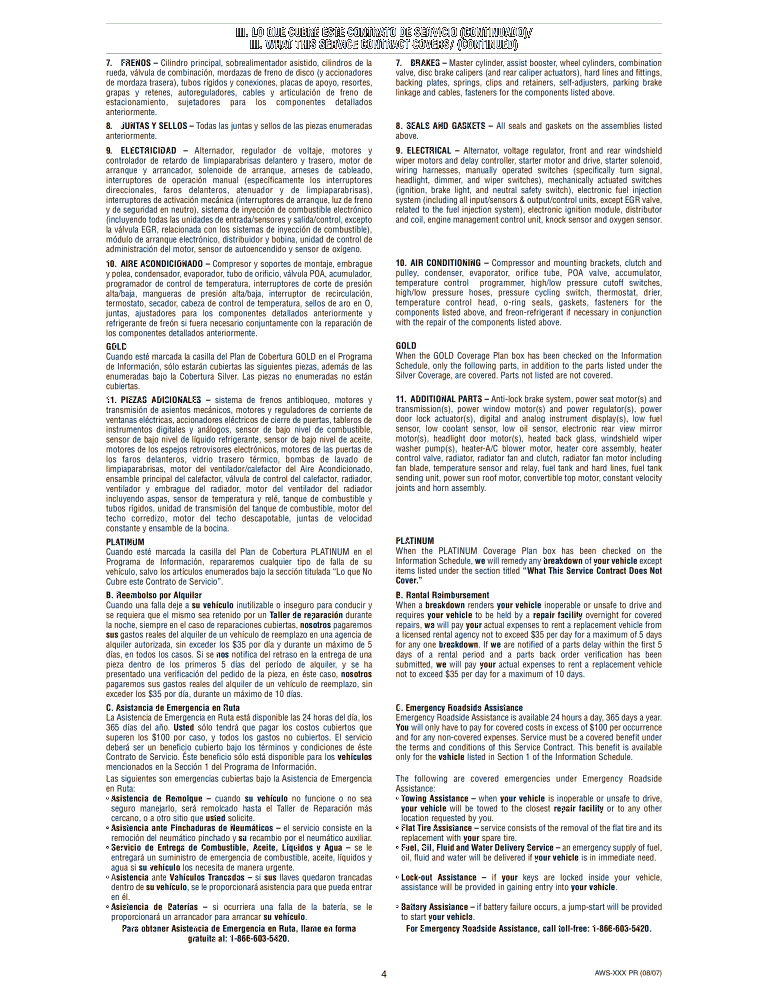 III. LO QUE CUBRE ESTE CONTRATO DE SERVICIO (CONTINUADO)/
III. WHAT THIS SERVICE CONTRACT COVERS/ (CONTINUED)
7. FRENOS – Cilindro principal, sobrealimentador asistido, cilindros de la
rueda, válvula de combinación, mordazas de freno de disco (y accionadores
de mordaza trasera), tubos rígidos y conexiones, placas de apoyo, resortes,
grapas y retenes, autoreguladores, cables y articulación de freno de
estacionamiento, sujetadores para los componentes detallados
anteriormente.
8. JUNTAS Y SELLOS – Todas las juntas y sellos de las piezas enumeradas
anteriormente.
9. ELECTRICIDAD – Alternador, regulador de voltaje, motores y
controlador de retardo de limpiaparabrisas delantero y trasero, motor de
arranque y arrancador, solenoide de arranque, arneses de cableado,
interruptores de operación manual (específicamente los interruptores
direccionales, faros delanteros, atenuador y de limpiaparabrisas),
interruptores de activación mecánica (interruptores de arranque, luz de freno
y de seguridad en neutro), sistema de inyección de combustible electrónico
(incluyendo todas las unidades de entrada/sensores y salida/control, excepto
la válvula EGR, relacionada con los sistemas de inyección de combustible),
módulo de arranque electrónico, distribuidor y bobina, unidad de control de
administración del motor, sensor de autoencendido y sensor de oxígeno.
10. AIRE ACONDICIONADO – Compresor y soportes de montaje, embrague
y polea, condensador, evaporador, tubo de orificio, válvula POA, acumulador,
programador de control de temperatura, interruptores de corte de presión
alta/baja, mangueras de presión alta/baja, interruptor de recirculación,
termostato, secador, cabeza de control de temperatura, sellos de aro en O,
juntas, ajustadores para los componentes detallados anteriormente y
refrigerante de freón si fuera necesario conjuntamente con la reparación de
los componentes detallados anteriormente.
GOLD
Cuando esté marcada la casilla del Plan de Cobertura GOLD en el Programa
de Información, sólo estarán cubiertas las siguientes piezas, además de las
enumeradas bajo la Cobertura Silver. Las piezas no enumeradas no están
cubiertas.
11. PIEZAS ADICIONALES – sistema de frenos antibloqueo, motores y
transmisión de asientos mecánicos, motores y reguladores de corriente de
ventanas eléctricas, accionadores eléctricos de cierre de puertas, tableros de
instrumentos digitales y análogos, sensor de bajo nivel de combustible,
sensor de bajo nivel de líquido refrigerante, sensor de bajo nivel de aceite,
motores de los espejos retrovisores electrónicos, motores de las puertas de
los faros delanteros, vidrio trasero térmico, bombas de lavado de
limpiaparabrisas, motor del ventilador/calefactor del Aire Acondicionado,
ensamble principal del calefactor, válvula de control del calefactor, radiador,
ventilador y embrague del radiador, motor del ventilador del radiador
incluyendo aspas, sensor de temperatura y relé, tanque de combustible y
tubos rígidos, unidad de transmisión del tanque de combustible, motor del
techo corredizo, motor del techo descapotable, juntas de velocidad
constante y ensamble de la bocina.
PLATINUM
Cuando esté marcada la casilla del Plan de Cobertura PLATINUM en el
Programa de Información, repararemos cualquier tipo de falla de su
vehículo, salvo los artículos enumerados bajo la sección titulada “Lo que No
Cubre este Contrato de Servicio”.
B. Reembolso por Alquiler
Cuando una falla deje a su vehículo inutilizable o inseguro para conducir y
se requiera que el mismo sea retenido por un Taller de reparación durante
la noche, siempre en el caso de reparaciones cubiertas, nosotros pagaremos
sus gastos reales del alquiler de un vehículo de reemplazo en una agencia de
alquiler autorizada, sin exceder los $35 por día y durante un máximo de 5
días, en todos los casos. Si se nos notifica del retraso en la entrega de una
pieza dentro de los primeros 5 días del período de alquiler, y se ha
presentado una verificación del pedido de la pieza, en éste caso, nosotros
pagaremos sus gastos reales del alquiler de un vehículo de reemplazo, sin
exceder los $35 por día, durante un máximo de 10 días.
C. Asistancia de Emergencia en Ruta
La Asistencia de Emergencia en Ruta está disponible las 24 horas del día, los
365 días del año. Usted sólo tendrá que pagar los costos cubiertos que
superen los $100 por caso, y todos los gastos no cubiertos. El servicio
deberá ser un beneficio cubierto bajo los términos y condiciones de éste
Contrato de Servicio. Éste beneficio sólo está disponible para los vehículos
mencionados en la Sección 1 del Programa de Información.
Las siguientes son emergencias cubiertas bajo la Asistencia de Emergencia
en Ruta:
• Asistencia de Remolque – cuando su vehículo no funcione o no sea
seguro manejarlo, será remolcado hasta el Taller de Reparación más
cercano, o a otro sitio que usted solicite.
• Asistencia ante Pinchaduras de Neumáticos – el servicio consiste en la
remoción del neumático pinchado y su recambio por el neumático auxiliar.
• Servicio de Entrega de Combustible, Aceite, Líquidos y Agua – se le
entregará un suministro de emergencia de combustible, aceite, líquidos y
agua si su vehículo los necesita de manera urgente.
• Asistencia ante Vehículos Trancados – si sus llaves quedaron trancadas
dentro de su vehículo, se le proporcionará asistencia para que pueda entrar
en él.
• Asistencia de Baterías – si ocurriera una falla de la batería, se le
proporcionará un arrancador para arrancar su vehículo.
Para obtener Asistencia de Emergencia en Ruta, llame en forma
gratuita al: 1-866-603-5420.
7. BRAKES – Master cylinder, assist booster, wheel cylinders, combination
valve, disc brake calipers (and rear caliper actuators), hard lines and fittings,
backing plates, springs, clips and retainers, self-adjusters, parking brake
linkage and cables, fasteners for the components listed above.
8. SEALS AND GASKETS – All seals and gaskets on the assemblies listed
above.
9. ELECTRICAL – Alternator, voltage regulator, front and rear windshield
wiper motors and delay controller, starter motor and drive, starter solenoid,
wiring harnesses, manually operated switches (specifically turn signal,
headlight, dimmer, and wiper switches), mechanically actuated switches
(ignition, brake light, and neutral safety switch), electronic fuel injection
system (including all input/sensors & output/control units, except EGR valve,
related to the fuel injection system), electronic ignition module, distributor
and coil, engine management control unit, knock sensor and oxygen sensor.
10. AIR CONDITIONING – Compressor and mounting brackets, clutch and
pulley, condenser, evaporator, orifice tube, POA valve, accumulator,
temperature control programmer, high/low pressure cutoff switches,
high/low pressure hoses, pressure cycling switch, thermostat, drier,
temperature control head, o-ring seals, gaskets, fasteners for the
components listed above, and freon-refrigerant if necessary in conjunction
with the repair of the components listed above.
GOLD
When the GOLD Coverage Plan box has been checked on the Information
Schedule, only the following parts, in addition to the parts listed under the
Silver Coverage, are covered. Parts not listed are not covered.
11. ADDITIONAL PARTS – Anti-lock brake system, power seat motor(s) and
transmission(s), power window motor(s) and power regulator(s), power
door lock actuator(s), digital and analog instrument display(s), low fuel
sensor, low coolant sensor, low oil sensor, electronic rear view mirror
motor(s), headlight door motor(s), heated back glass, windshield wiper
washer pump(s), heater-A/C blower motor, heater core assembly, heater
control valve, radiator, radiator fan and clutch, radiator fan motor including
fan blade, temperature sensor and relay, fuel tank and hard lines, fuel tank
sending unit, power sun roof motor, convertible top motor, constant velocity
joints and horn assembly.
PLATINUM
When the PLATINUM Coverage Plan box has been checked on the
Information Schedule, we will remedy any breakdown of your vehicle except
items listed under the section titled “What This Service Contract Does Not
Cover.”
B. Rental Reimbursement
When a breakdown renders your vehicle inoperable or unsafe to drive and
requires your vehicle to be held by a repair facility overnight for covered
repairs, we will pay your actual expenses to rent a replacement vehicle from
a licensed rental agency not to exceed $35 per day for a maximum of 5 days
for any one breakdown. If we are notified of a parts delay within the first 5
days of a rental period and a parts back order verification has been
submitted, we will pay your actual expenses to rent a replacement vehicle
not to exceed $35 per day for a maximum of 10 days.
C. Emergency Roadside Assistance
Emergency Roadside Assistance is available 24 hours a day, 365 days a year.
You will only have to pay for covered costs in excess of $100 per occurrence
and for any non-covered expenses. Service must be a covered benefit under
the terms and conditions of this Service Contract. This benefit is available
only for the vehicle listed in Section 1 of the Information Schedule.
The following are covered emergencies under Emergency Roadside
Assistance:
• Towing Assistance – when your vehicle is inoperable or unsafe to drive,
your vehicle will be towed to the closest repair facility or to any other
location requested by you.
• Flat Tire Assistance – service consists of the removal of the flat tire and its
replacement with your spare tire.
• Fuel, Oil, Fluid and Water Delivery Service – an emergency supply of fuel,
oil, fluid and water will be delivered if your vehicle is in immediate need.
• Lock-out Assistance – if your keys are locked inside your vehicle,
assistance will be provided in gaining entry into your vehicle.
• Battery Assistance – if battery failure occurs, a jump-start will be provided
to start your vehicle.
For Emergency Roadside Assistance, call toll-free: 1-866-603-5420.
4
AWS-XXX PR (08/07)